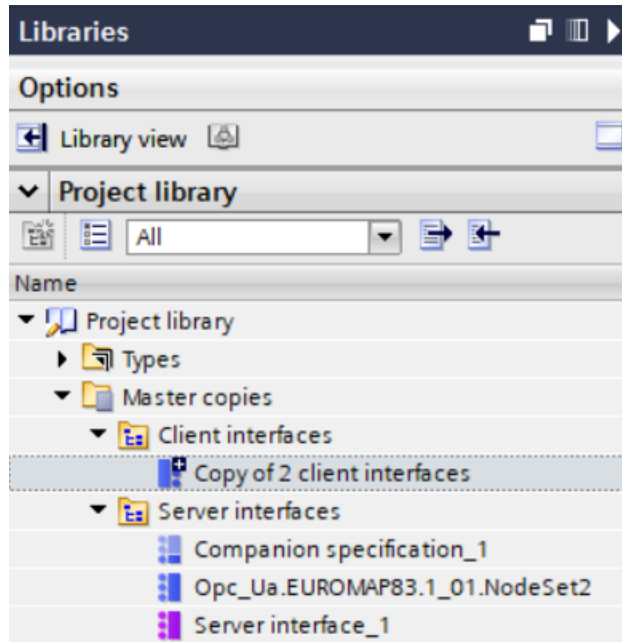 Libraries
Options
Library view
Project library
All
Name
Project library
Types
Master copies
Client interfaces
Copy of 2 client interfaces
Server interfaces
Companion specification_1
Opc_Ua.EUROMAP83.1_01.NodeSet2
Server interface_1